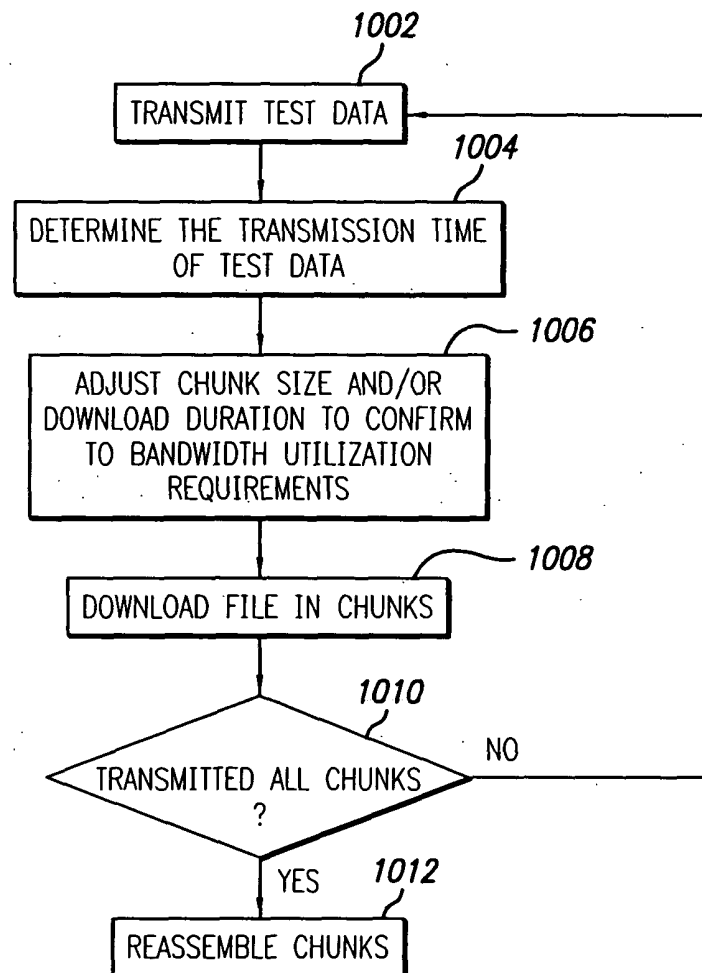 1002
TRANSMIT TEST DATA
1004
DETERMINE THE TRANSMISSION TIME
OF TEST DATA
1006
ADJUST CHUNK SIZE AND/OR
DOWNLOAD DURATION TO CONFIRM
TO BANDWIDTH UTILIZATION
REQUIREMENTS
1008
DOWNLOAD FILE IN CHUNKS
1010
NO
TRANSMITTED ALL CHUNKS
?
YES
1012
REASSEMBLE CHUNKS